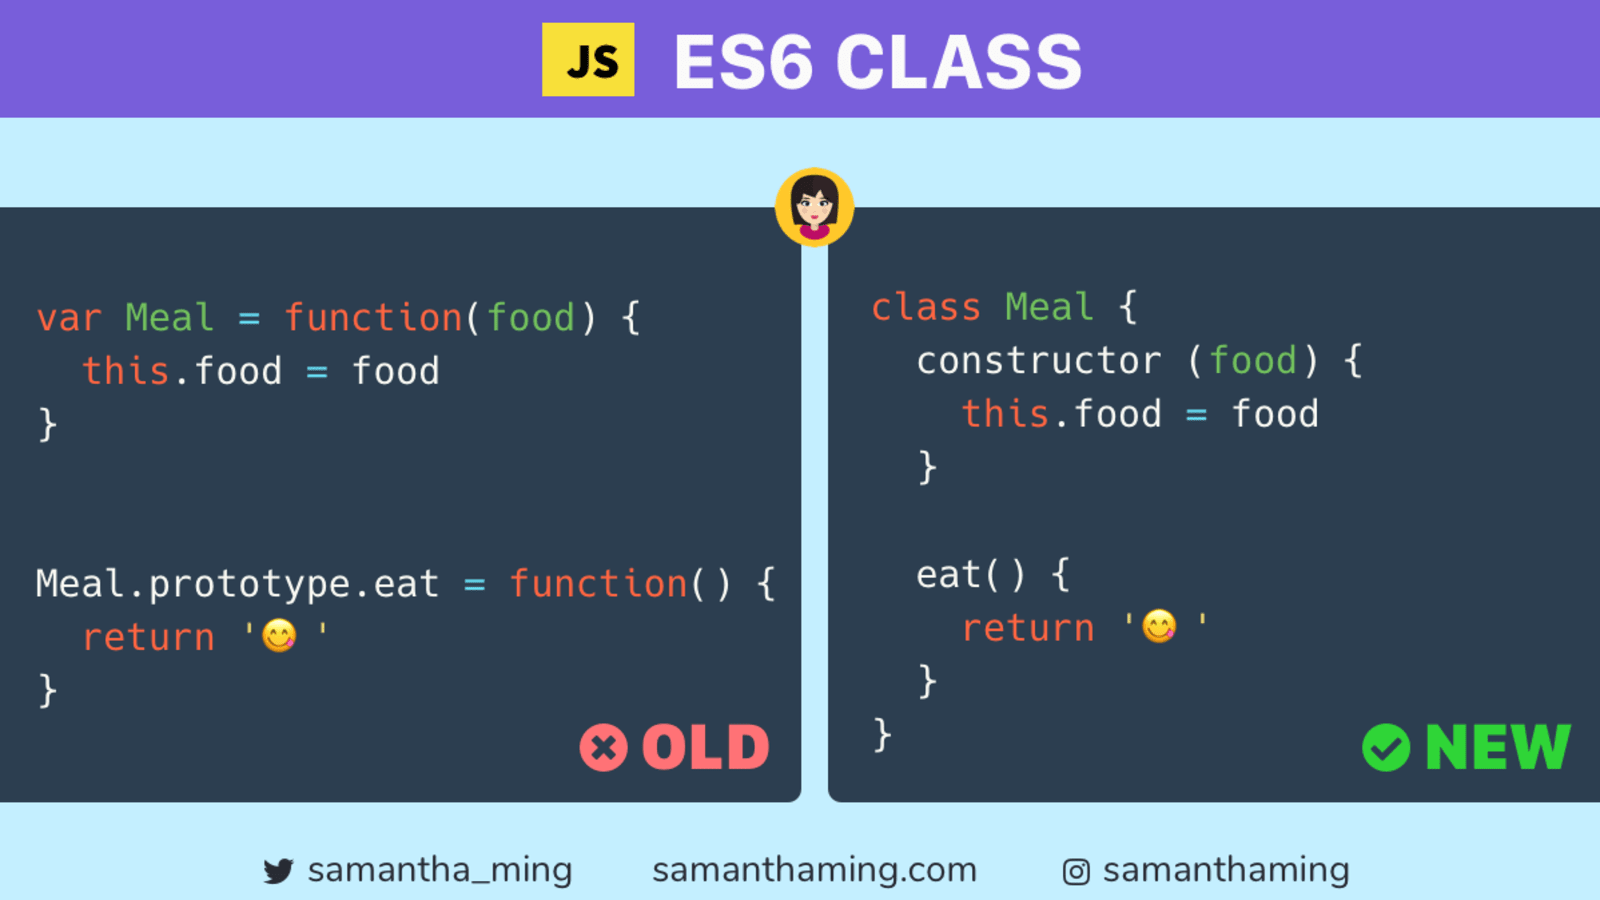 JS ES6 CLASS
var Meal = function(food) {
  this.food = food
}
Meal.prototype.eat = function() {
  return '😋 '
}
OLD
class Meal {
  constructor (food) {
    this.food = food
  }
  eat() {
    return '😋 '
  }
}
NEW
samantha_ming
samanthaming.com
samanthaming